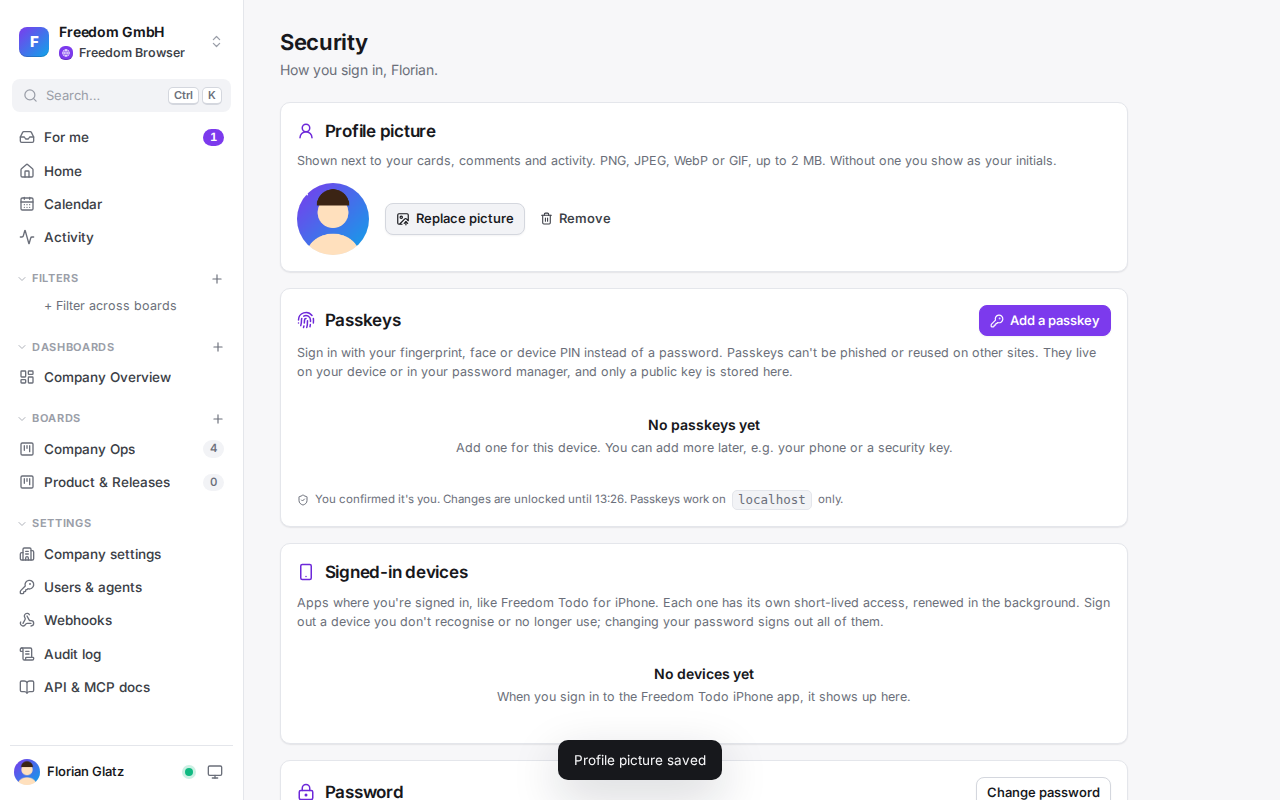 F
Freedom GmbH
Freedom Browser
Search...
Ctrl K
For me
1
Home
Calendar
Activity
FILTERS
+ Filter across boards
DASHBOARDS
Company Overview
BOARDS
Company Ops
4
Product & Releases
0
SETTINGS
Company settings
Users & agents
Webhooks
Audit log
API & MCP docs
Florian Glatz
Security
How you sign in, Florian.
Profile picture
Shown next to your cards, comments and activity. PNG, JPEG, WebP or GIF, up to 2 MB. Without one you show as your initials.
Replace picture
Remove
Passkeys
Add a passkey
Sign in with your fingerprint, face or device PIN instead of a password. Passkeys can't be phished or reused on other sites. They live
on your device or in your password manager, and only a public key is stored here.
No passkeys yet
Add one for this device. You can add more later, e.g. your phone or a security key.
You confirmed it's you. Changes are unlocked until 13:26. Passkeys work on localhost only.
Signed-in devices
Apps where you're signed in, like Freedom Todo for iPhone. Each one has its own short-lived access, renewed in the background. Sign
out a device you don't recognise or no longer use; changing your password signs out all of them.
No devices yet
When you sign in to the Freedom Todo iPhone app, it shows up here.
Profile picture saved
Password
Change password